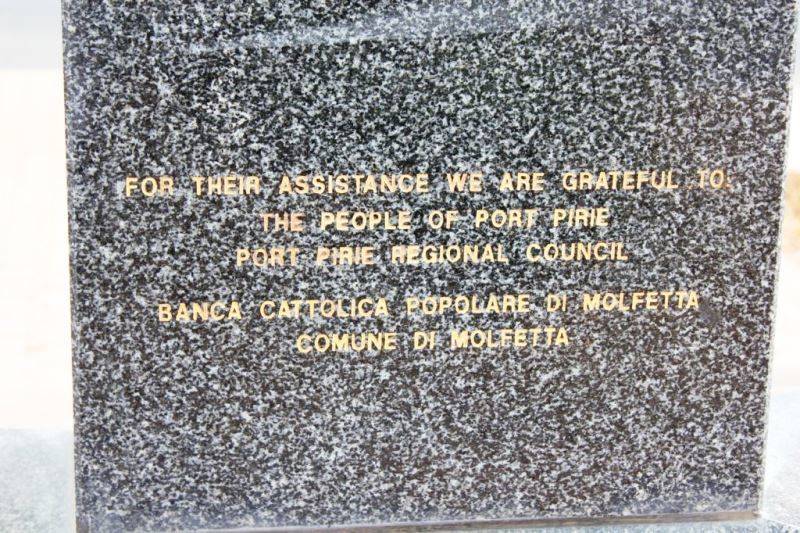 FOR THEIR ASSISTANCE WE ARE GRATEFUL TO:
THE PEOPLE OF PORT PIRIE
PORT PIRIE REGIONAL COUNCIL
BANCA CATTOLICA POPOLARE DI MOLFETTA
COMUNE DI MOLFETTA